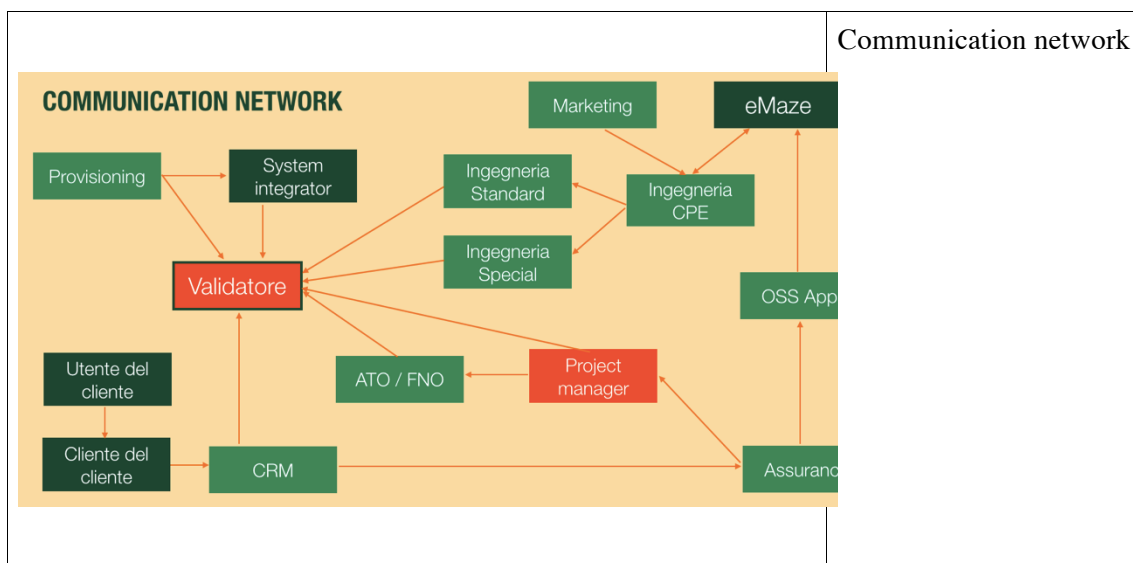 Communication network
COMMUNICATION NETWORK
Marketing
eMaze
Provisioning
System
integrator
Ingegneria
Standard
Ingegneria
CPE
Ingegneria
Special
Validatore
OSS App
Utente del
cliente
ATO / FNO
Project
manager
Cliente del
cliente
CRM
Assuranc